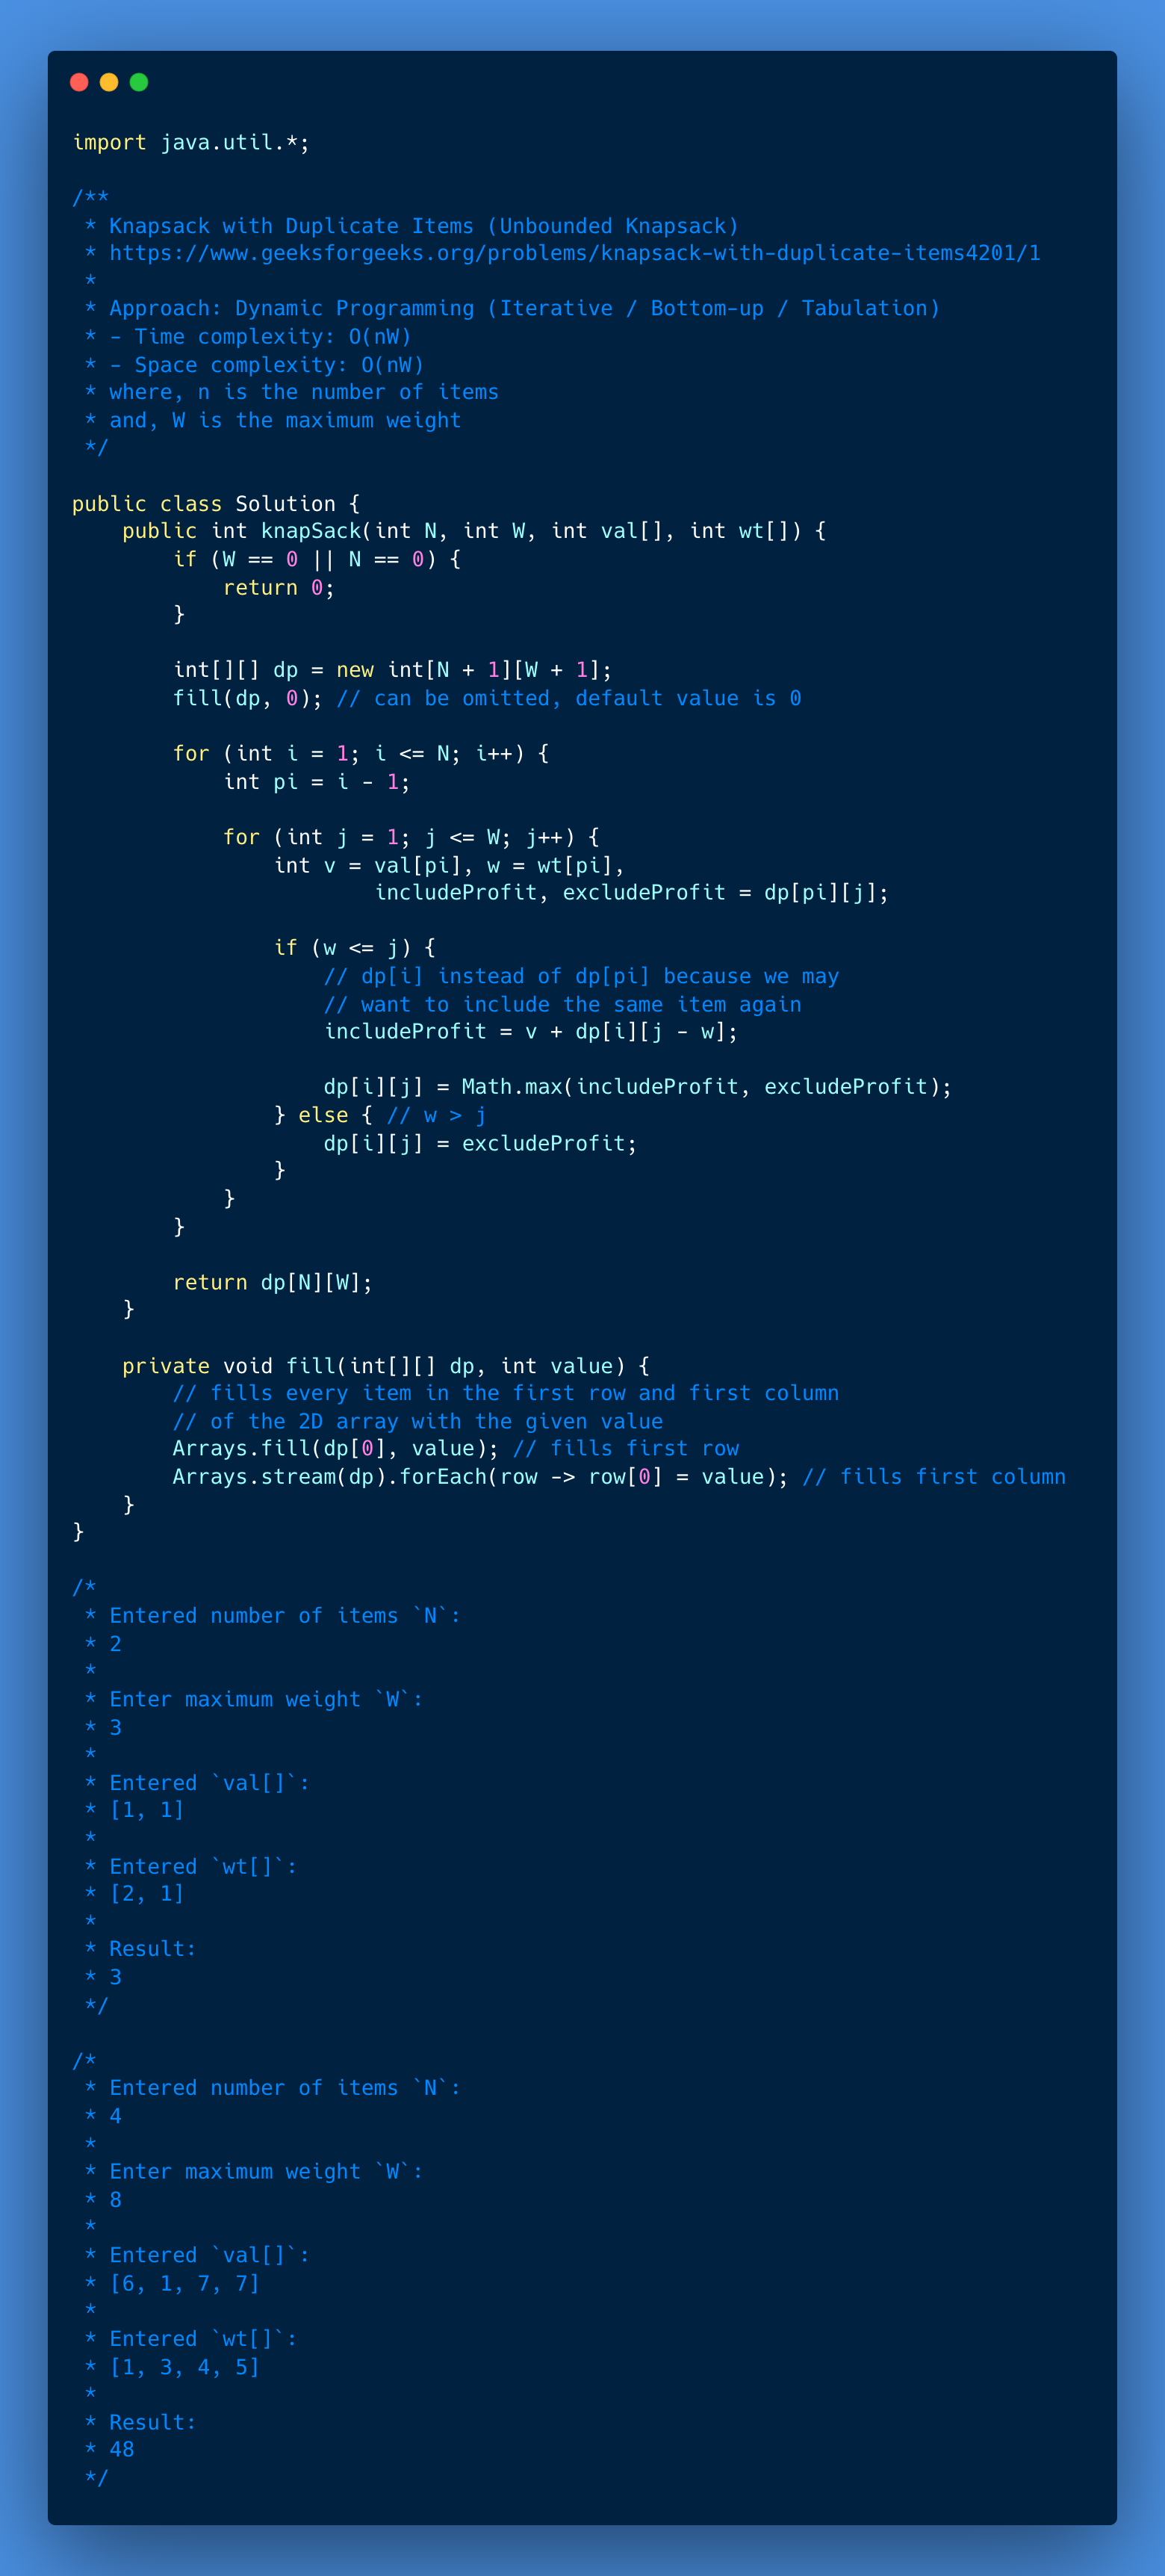 import java.util.*;

/**
 * Knapsack with Duplicate Items (Unbounded Knapsack)
 * https://www.geeksforgeeks.org/problems/knapsack-with-duplicate-items4201/1
 *
 * Approach: Dynamic Programming (Iterative / Bottom-up / Tabulation)
 * - Time complexity: O(nW)
 * - Space complexity: O(nW)
 * where, n is the number of items
 * and, W is the maximum weight
 */

public class Solution {
    public int knapSack(int N, int W, int val[], int wt[]) {
        if (W == 0 || N == 0) {
            return 0;
        }

        int[][] dp = new int[N + 1][W + 1];
        fill(dp, 0); // can be omitted, default value is 0

        for (int i = 1; i <= N; i++) {
            int pi = i - 1;

            for (int j = 1; j <= W; j++) {
                int v = val[pi], w = wt[pi],
                        includeProfit, excludeProfit = dp[pi][j];

                if (w <= j) {
                    // dp[i] instead of dp[pi] because we may
                    // want to include the same item again
                    includeProfit = v + dp[i][j - w];

                    dp[i][j] = Math.max(includeProfit, excludeProfit);
                } else { // w > j
                    dp[i][j] = excludeProfit;
                }
            }
        }

        return dp[N][W];
    }

    private void fill(int[][] dp, int value) {
        // fills every item in the first row and first column
        // of the 2D array with the given value
        Arrays.fill(dp[0], value); // fills first row
        Arrays.stream(dp).forEach(row -> row[0] = value); // fills first column
    }
}

/*
 * Entered number of items `N`:
 * 2
 *
 * Enter maximum weight `W`:
 * 3
 *
 * Entered `val[]`:
 * [1, 1]
 *
 * Entered `wt[]`:
 * [2, 1]
 *
 * Result:
 * 3
 */

/*
 * Entered number of items `N`:
 * 4
 *
 * Enter maximum weight `W`:
 * 8
 *
 * Entered `val[]`:
 * [6, 1, 7, 7]
 *
 * Entered `wt[]`:
 * [1, 3, 4, 5]
 *
 * Result:
 * 48
 */